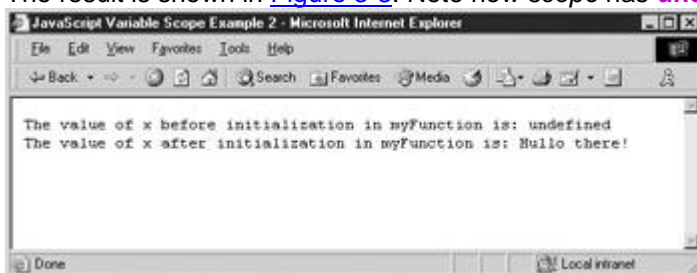 The result is shown in Figure 3-3. Note how scope has
JavaScript Variable Scope Example 2 - Microsoft Internet Explorer
File Edit View Favorites Tools Help
Back Search Favorites Media
The value of x before initialization in myFunction is: undefined
The value of x after initialization in myFunction is: Hullo there!
Done Local intranet